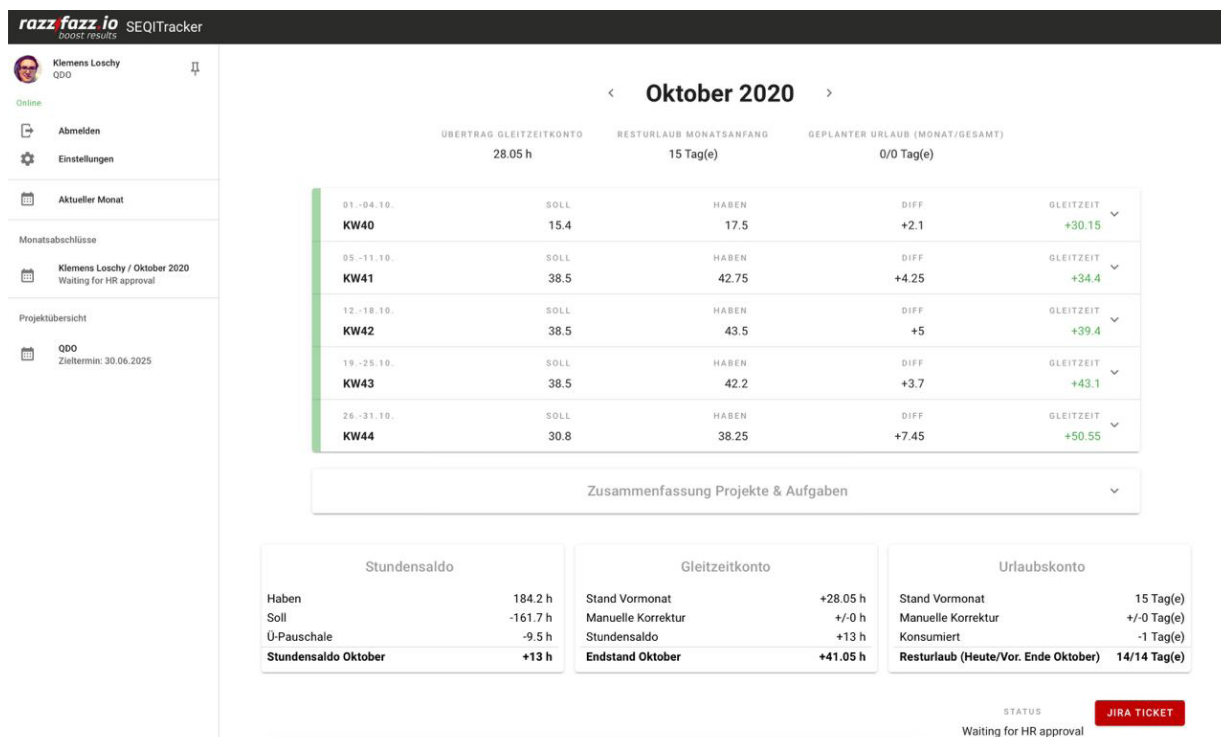 razzfazz.io SEQITracker
boost results
Klemens Loschy
QDO
Online
Abmelden
Einstellungen
Aktueller Monat
Monatsabschlüsse
Klemens Loschy / Oktober 2020
Waiting for HR approval
Projektübersicht
QDO
Zieltermin: 30.06.2025
Oktober 2020
ÜBERTRAG GLEITZEITKONTO RESTURLAUB MONATSANFANG GEPLANTER URLAUB (MONAT/GESAMT)
28.05 h 15 Tag(e) 0/0 Tag(e)
01.-04.10. SOLL HABEN DIFF GLEITZEIT
KW40 15.4 17.5 +2.1 +30.15
05.-11.10. SOLL HABEN DIFF GLEITZEIT
KW41 38.5 42.75 +4.25 +34.4
12.-18.10. SOLL HABEN DIFF GLEITZEIT
KW42 38.5 43.5 +5 +39.4
19.-25.10. SOLL HABEN DIFF GLEITZEIT
KW43 38.5 42.2 +3.7 +43.1
26.-31.10. SOLL HABEN DIFF GLEITZEIT
KW44 30.8 38.25 +7.45 +50.55
Zusammenfassung Projekte & Aufgaben
Stundensaldo
Haben 184.2 h
Soll -161.7 h
Ü-Pauschale -9.5 h
Stundensaldo Oktober +13 h
Gleitzeitkonto
Stand Vormonat +28.05 h
Manuelle Korrektur +/-0 h
Stundensaldo +13 h
Endstand Oktober +41.05 h
Urlaubskonto
Stand Vormonat 15 Tag(e)
Manuelle Korrektur +/-0 Tag(e)
Konsumiert -1 Tag(e)
Resturlaub (Heute/Vor. Ende Oktober) 14/14 Tag(e)
STATUS
Waiting for HR approval
JIRA TICKET